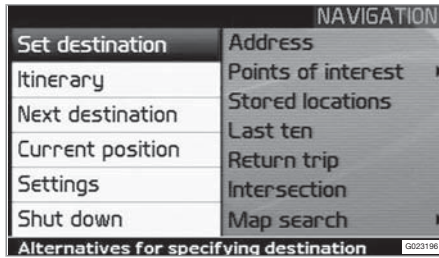 NAVIGATION
Set destination
Itinerary
Next destination
Current position
Settings
Shut down
Address
Points of interest
Stored locations
Last ten
Return trip
Intersection
Map search
Alternatives for specifying destination
G023196